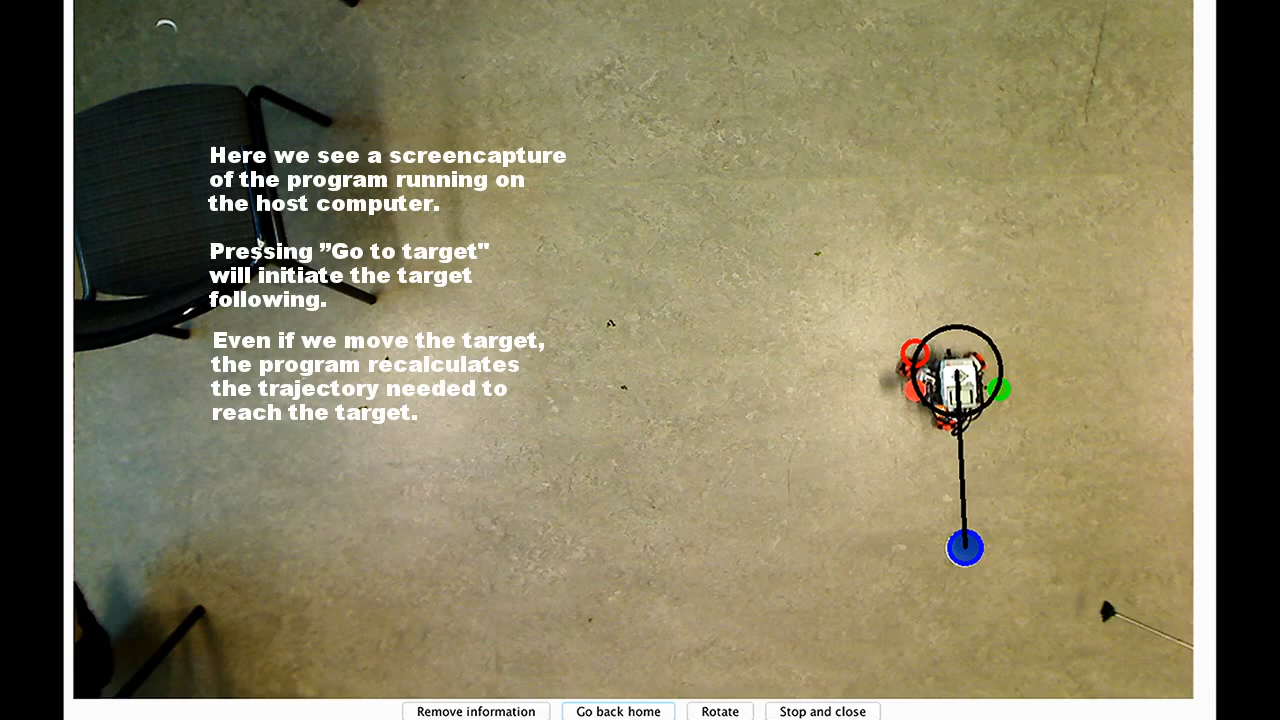 Here we see a screencapture
of the program running on
the host computer.
Pressing ”Go to target"
will initiate the target
following.
Even if we move the target,
the program recalculates
the trajectory needed to
reach the target.
Remove information
Go back home
Rotate
Stop and close